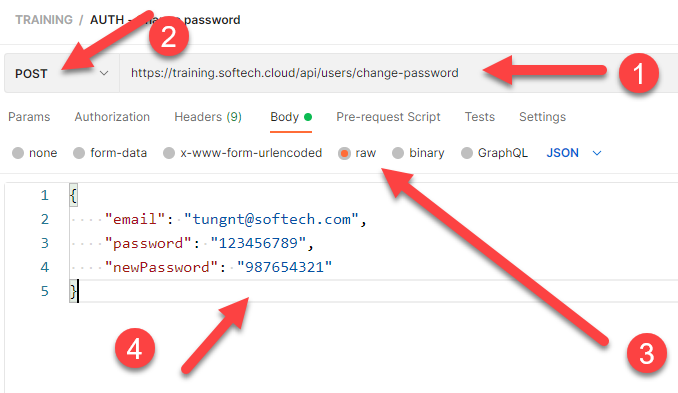 TRAINING / AUTH - Change password
2
POST https://training.softech.cloud/api/users/change-password
1
Params Authorization Headers (9) Body Pre-request Script Tests Settings
none form-data x-www-form-urlencoded raw binary GraphQL JSON
1 {
2 "email": "tungnt@softech.com",
3 "password": "123456789",
4 "newPassword": "987654321"
5 }
4
3